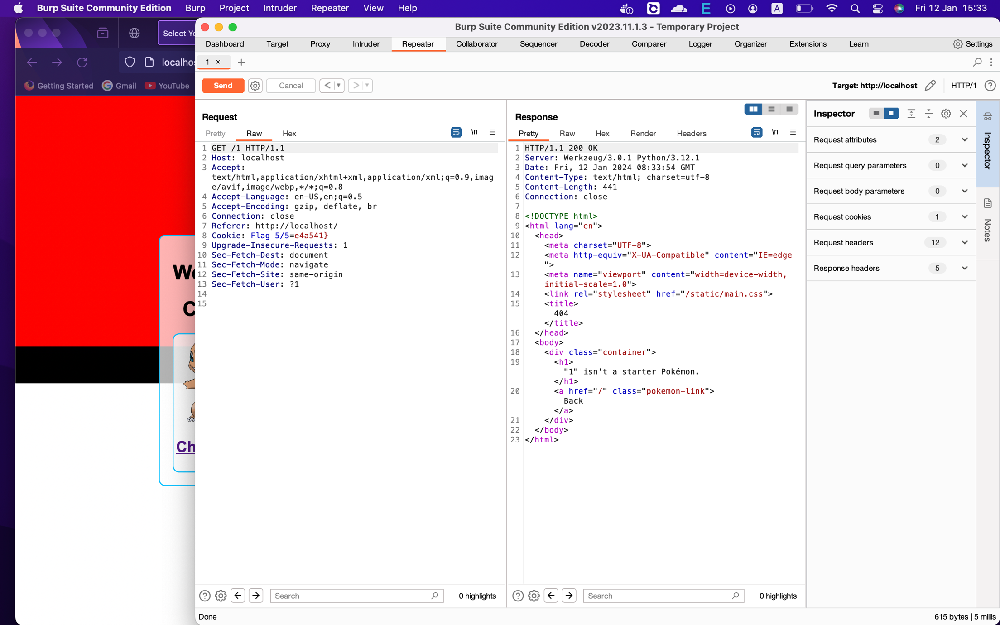 Burp Suite Community Edition Burp Project Intruder Repeater View Help A Fri 12 Jan 15:33
Select Yo
localhos
Getting Started Gmail YouTube
We
C
Ch
Burp Suite Community Edition v2023.11.1.3 - Temporary Project
Dashboard Target Proxy Intruder Repeater Collaborator Sequencer Decoder Comparer Logger Organizer Extensions Learn Settings
1 × +
Send Cancel < > Target: http://localhost HTTP/1
Request
Pretty Raw Hex \n
1 GET /1 HTTP/1.1
2 Host: localhost
3 Accept:
text/html,application/xhtml+xml,application/xml;q=0.9,imag
e/avif,image/webp,*/*;q=0.8
4 Accept-Language: en-US,en;q=0.5
5 Accept-Encoding: gzip, deflate, br
6 Connection: close
7 Referer: http://localhost/
8 Cookie: Flag 5/5=e4a541}
9 Upgrade-Insecure-Requests: 1
10 Sec-Fetch-Dest: document
11 Sec-Fetch-Mode: navigate
12 Sec-Fetch-Site: same-origin
13 Sec-Fetch-User: ?1
14
15
Search 0 highlights
Response
Pretty Raw Hex Render Headers \n
1 HTTP/1.1 200 OK
2 Server: Werkzeug/3.0.1 Python/3.12.1
3 Date: Fri, 12 Jan 2024 08:33:54 GMT
4 Content-Type: text/html; charset=utf-8
5 Content-Length: 441
6 Connection: close
7
8 <!DOCTYPE html>
9 <html lang="en">
10 <head>
11 <meta charset="UTF-8">
12 <meta http-equiv="X-UA-Compatible" content="IE=edge
">
13 <meta name="viewport" content="width=device-width,
initial-scale=1.0">
14 <link rel="stylesheet" href="/static/main.css">
15 <title>
404
</title>
16 </head>
17 <body>
18 <div class="container">
19 <h1>
"1" isn't a starter Pokémon.
</h1>
20 <a href="/" class="pokemon-link">
Back
</a>
21 </div>
22 </body>
23 </html>
Search 0 highlights
Inspector
Request attributes 2
Request query parameters 0
Request body parameters 0
Request cookies 1
Request headers 12
Response headers 5
Inspector
Notes
Done 615 bytes | 5 millis